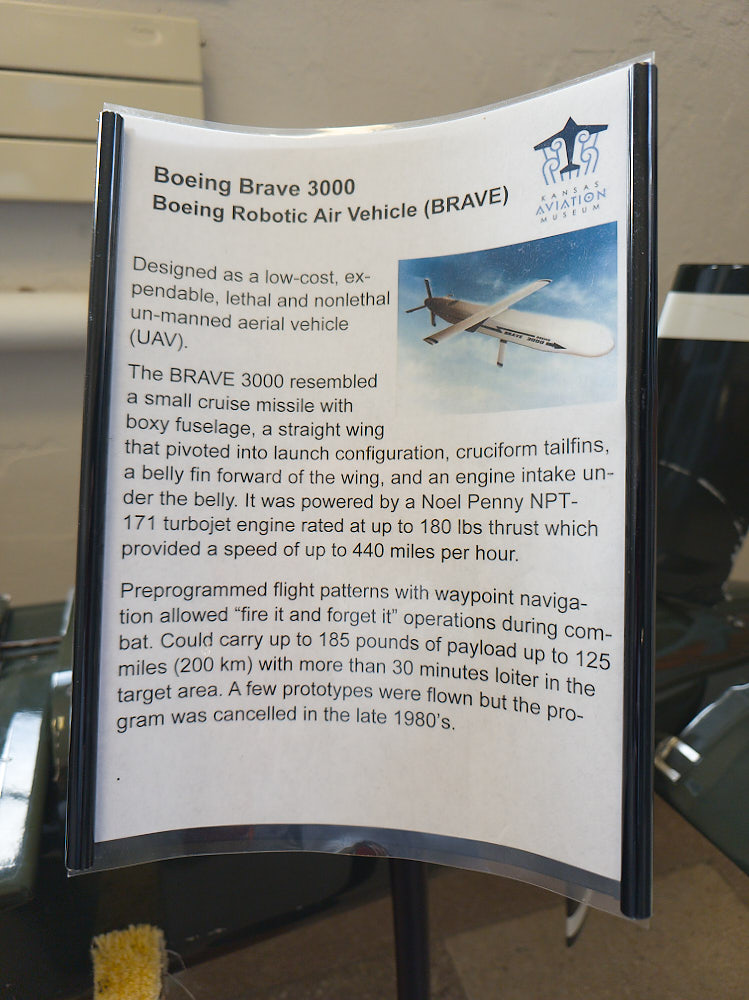 Boeing Brave 3000
Boeing Robotic Air Vehicle (BRAVE)
KANSAS
AVIATION
MUSEUM
Designed as a low-cost, ex-
pendable, lethal and nonlethal
un-manned aerial vehicle
(UAV).
BRAVE 3000
The BRAVE 3000 resembled
a small cruise missile with
boxy fuselage, a straight wing
that pivoted into launch configuration, cruciform tailfins,
a belly fin forward of the wing, and an engine intake un-
der the belly. It was powered by a Noel Penny NPT-
171 turbojet engine rated at up to 180 lbs thrust which
provided a speed of up to 440 miles per hour.
Preprogrammed flight patterns with waypoint naviga-
tion allowed “fire it and forget it” operations during com-
bat. Could carry up to 185 pounds of payload up to 125
miles (200 km) with more than 30 minutes loiter in the
target area. A few prototypes were flown but the pro-
gram was cancelled in the late 1980’s.